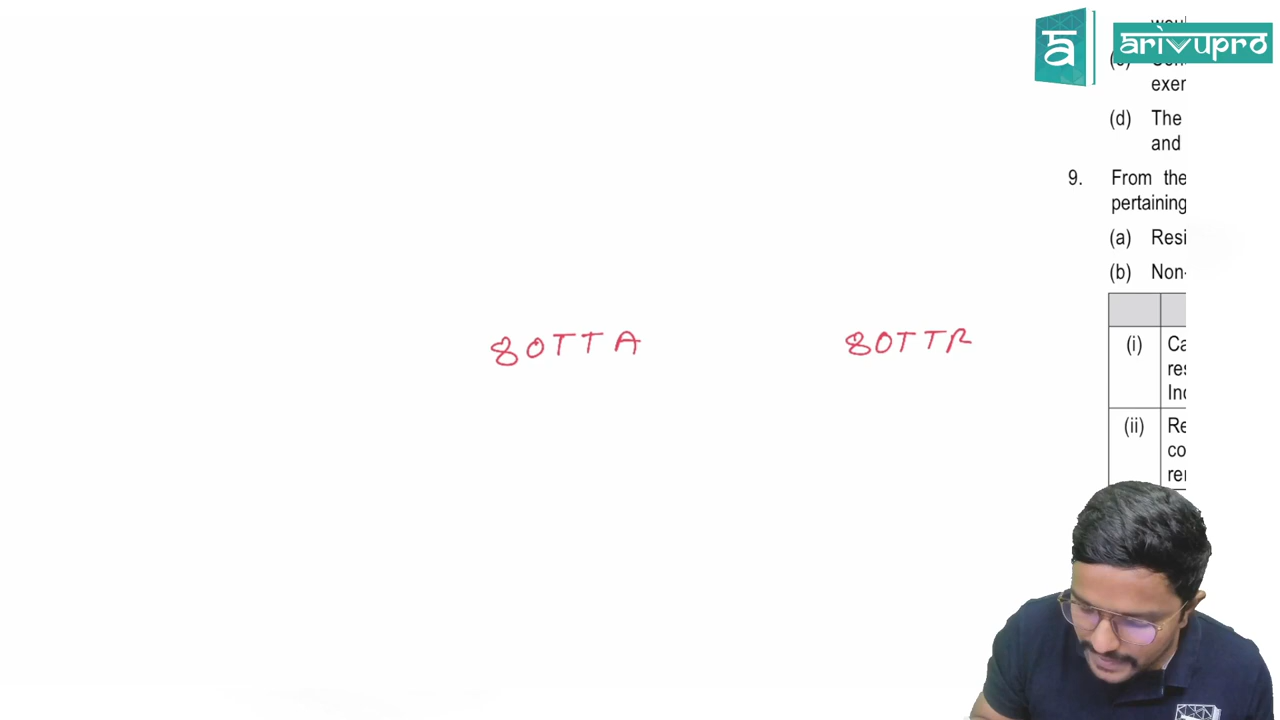 arivupro
exer
(d) The
and
9. From the
pertaining
(a) Resi
(b) Non-
80TTA 80TTB
(i) Ca
res
Inc
(ii) Re
co
rer